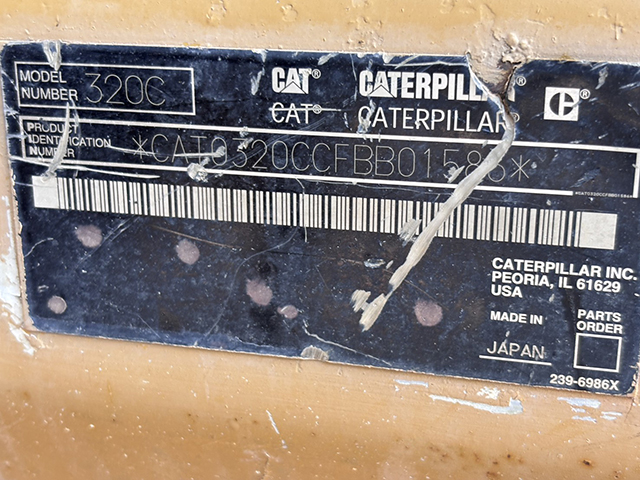 MODEL NUMBER 320C
CAT® CATERPILLAR
CAT® CATERPILLAR®
PRODUCT IDENTIFICATION NUMBER
C
MADE IN
JAPAN
CATERPILLAR INC.
PEORIA, IL 61629
USA
PARTS ORDER
239-6986X